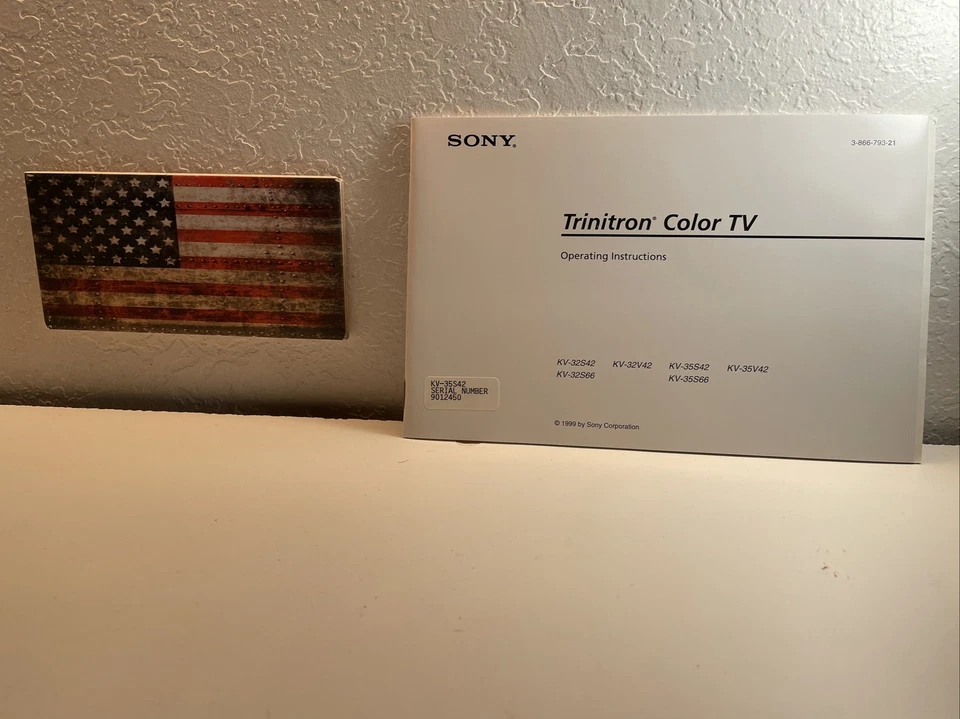 SONY®
3-866-793-21
Trinitron® Color TV
Operating Instructions
KV-32S42 KV-32V42 KV-35S42 KV-35V42
KV-32S66 KV-35S66
KV-35S42
SERIAL NUMBER
9012450
© 1999 by Sony Corporation